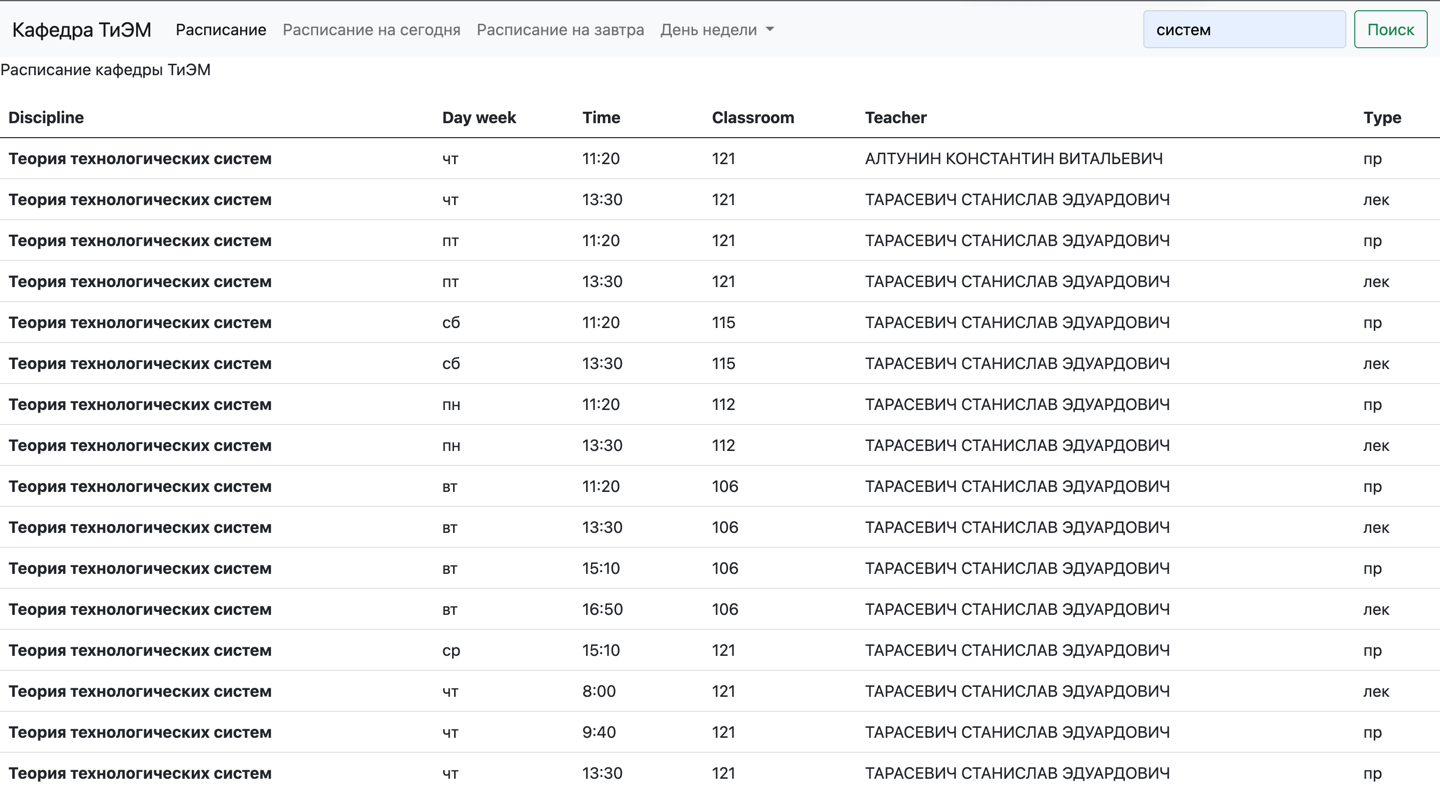 Кафедра ТиЭМ Расписание Расписание на сегодня Расписание на завтра День недели систем Поиск
Расписание кафедры ТиЭМ
Discipline Day week Time Classroom Teacher Type
Теория технологических систем чт 11:20 121 АЛТУНИН КОНСТАНТИН ВИТАЛЬЕВИЧ пр
Теория технологических систем чт 13:30 121 ТАРАСЕВИЧ СТАНИСЛАВ ЭДУАРДОВИЧ лек
Теория технологических систем пт 11:20 121 ТАРАСЕВИЧ СТАНИСЛАВ ЭДУАРДОВИЧ пр
Теория технологических систем пт 13:30 121 ТАРАСЕВИЧ СТАНИСЛАВ ЭДУАРДОВИЧ лек
Теория технологических систем сб 11:20 115 ТАРАСЕВИЧ СТАНИСЛАВ ЭДУАРДОВИЧ пр
Теория технологических систем сб 13:30 115 ТАРАСЕВИЧ СТАНИСЛАВ ЭДУАРДОВИЧ лек
Теория технологических систем пн 11:20 112 ТАРАСЕВИЧ СТАНИСЛАВ ЭДУАРДОВИЧ пр
Теория технологических систем пн 13:30 112 ТАРАСЕВИЧ СТАНИСЛАВ ЭДУАРДОВИЧ лек
Теория технологических систем вт 11:20 106 ТАРАСЕВИЧ СТАНИСЛАВ ЭДУАРДОВИЧ пр
Теория технологических систем вт 13:30 106 ТАРАСЕВИЧ СТАНИСЛАВ ЭДУАРДОВИЧ лек
Теория технологических систем вт 15:10 106 ТАРАСЕВИЧ СТАНИСЛАВ ЭДУАРДОВИЧ пр
Теория технологических систем вт 16:50 106 ТАРАСЕВИЧ СТАНИСЛАВ ЭДУАРДОВИЧ лек
Теория технологических систем ср 15:10 121 ТАРАСЕВИЧ СТАНИСЛАВ ЭДУАРДОВИЧ пр
Теория технологических систем чт 8:00 121 ТАРАСЕВИЧ СТАНИСЛАВ ЭДУАРДОВИЧ лек
Теория технологических систем чт 9:40 121 ТАРАСЕВИЧ СТАНИСЛАВ ЭДУАРДОВИЧ пр
Теория технологических систем чт 13:30 121 ТАРАСЕВИЧ СТАНИСЛАВ ЭДУАРДОВИЧ пр